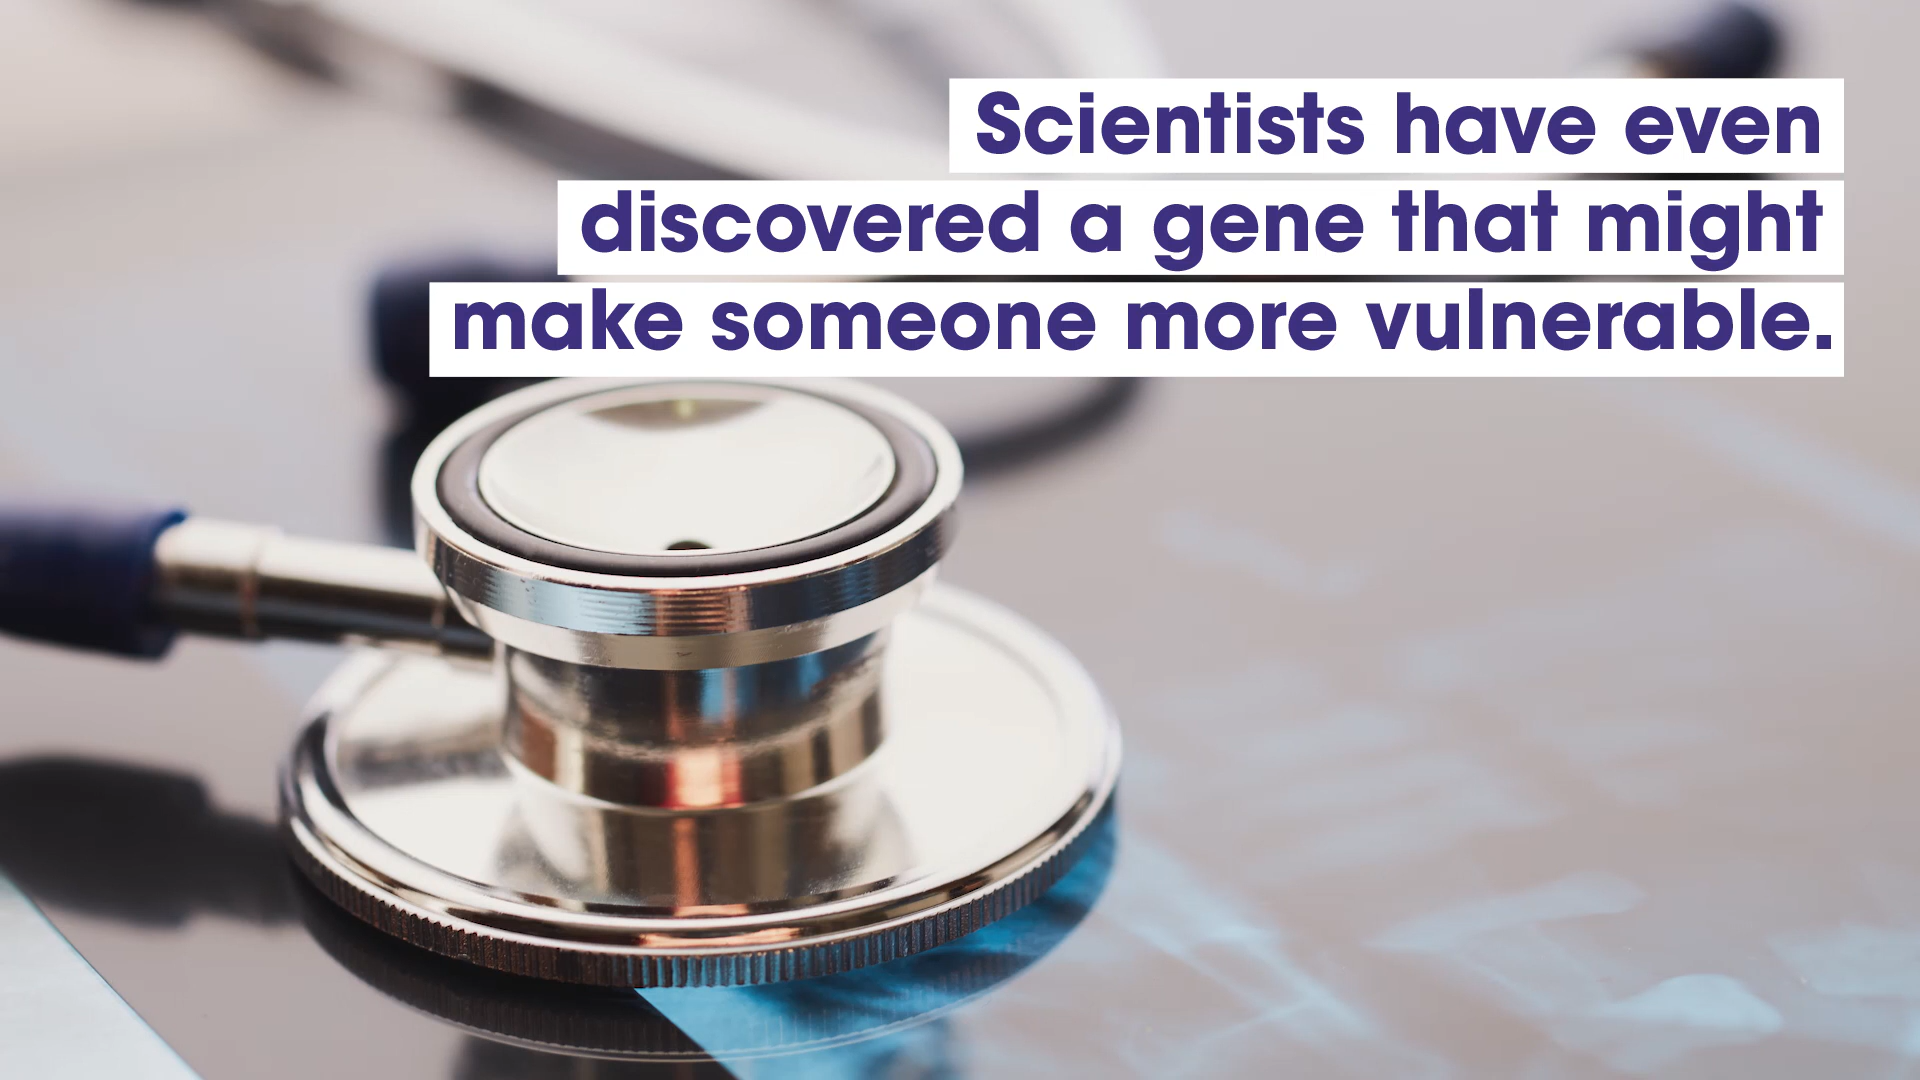 Scientists have even
discovered a gene that might
make someone more vulnerable.